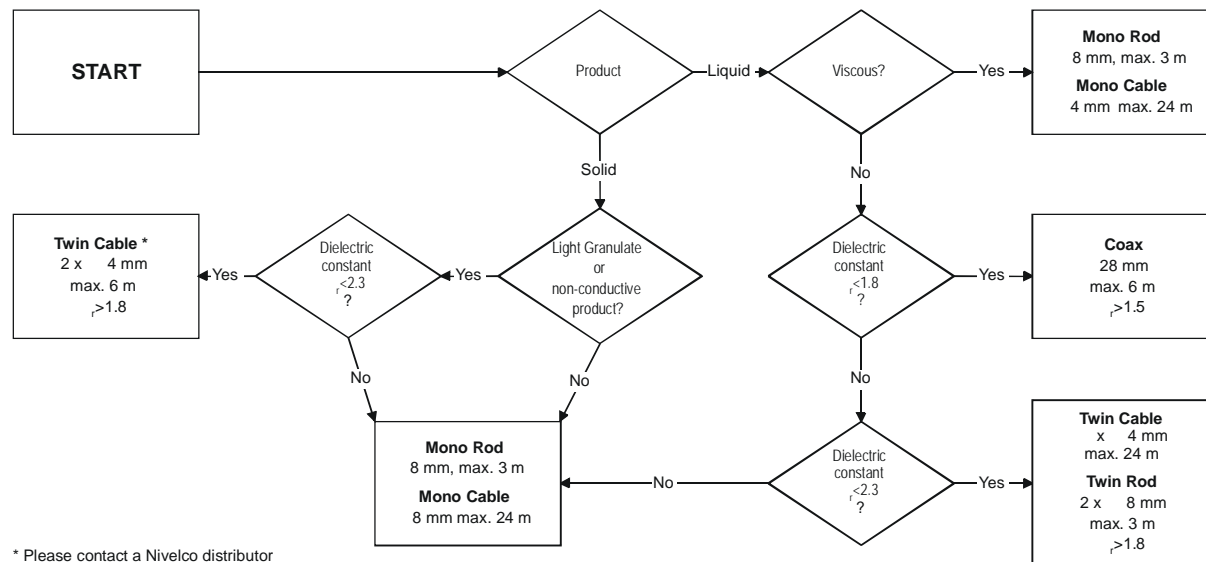 START
Product
Liquid
Viscous?
Yes
Mono Rod
8 mm, max. 3 m
Mono Cable
4 mm max. 24 m
Solid
No
Twin Cable *
2 x 4 mm
max. 6 m
r>1.8
Yes
Dielectric
constant
r<2.3
?
Yes
Light Granulate
or
non-conductive
product?
Dielectric
constant
r<1.8
?
Yes
Coax
28 mm
max. 6 m
r>1.5
No
No
No
Mono Rod
8 mm, max. 3 m
Mono Cable
8 mm max. 24 m
No
Dielectric
constant
r<2.3
?
Yes
Twin Cable
x 4 mm
max. 24 m
Twin Rod
2 x 8 mm
max. 3 m
r>1.8
* Please contact a Nivelco distributor